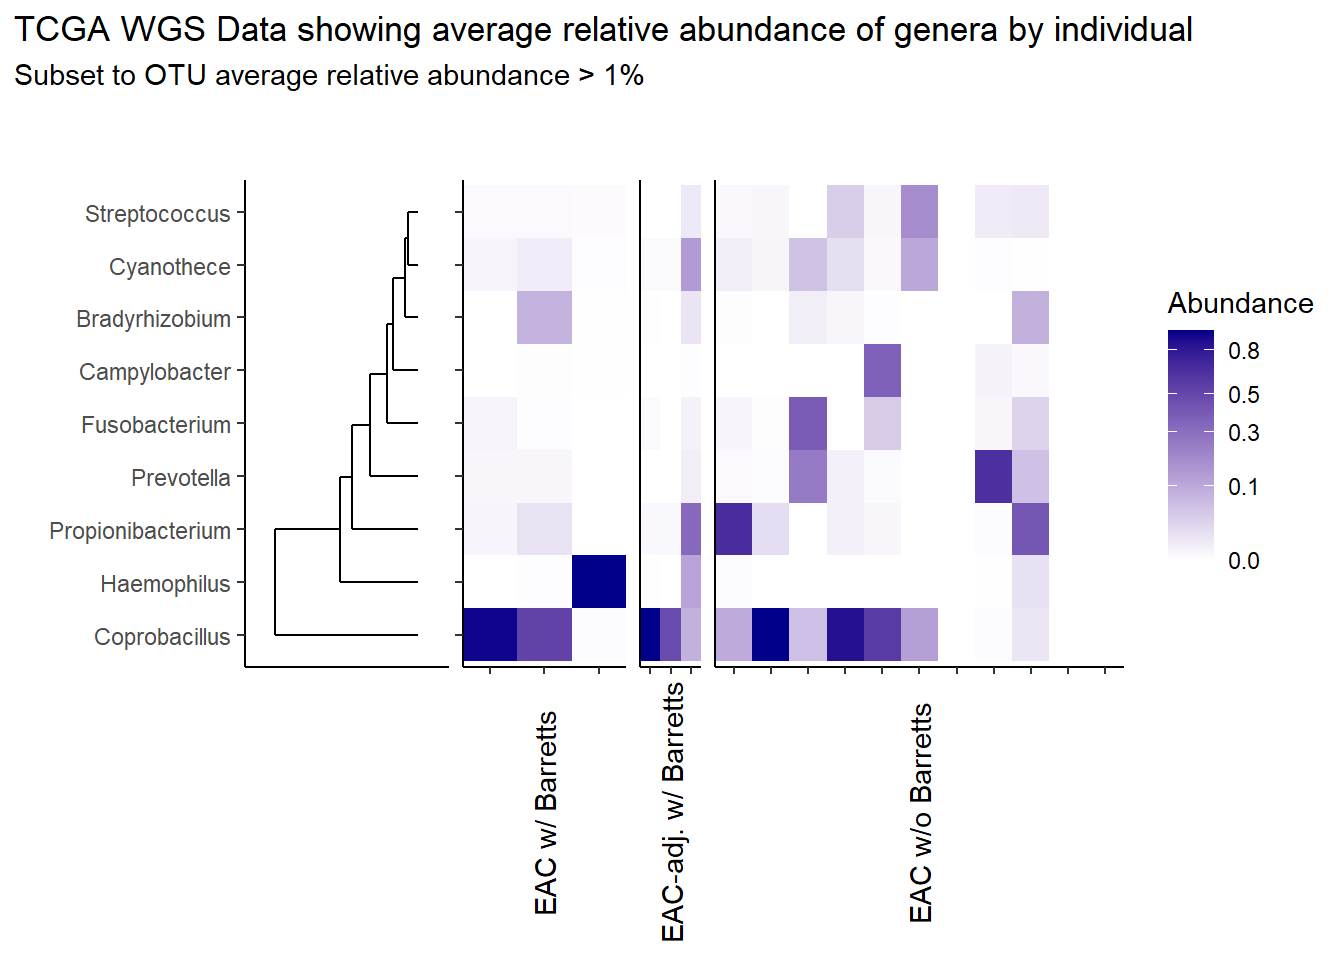 TCGA WGS Data showing average relative abundance of genera by individual
Subset to OTU average relative abundance > 1%
Streptococcus
Cyanothece
Bradyrhizobium
Campylobacter
Fusobacterium
Prevotella
Propionibacterium
Haemophilus
Coprobacillus
EAC w/ Barretts
EAC-adj. w/ Barretts
EAC w/o Barretts
Abundance
0.8
0.5
0.3
0.1
0.0